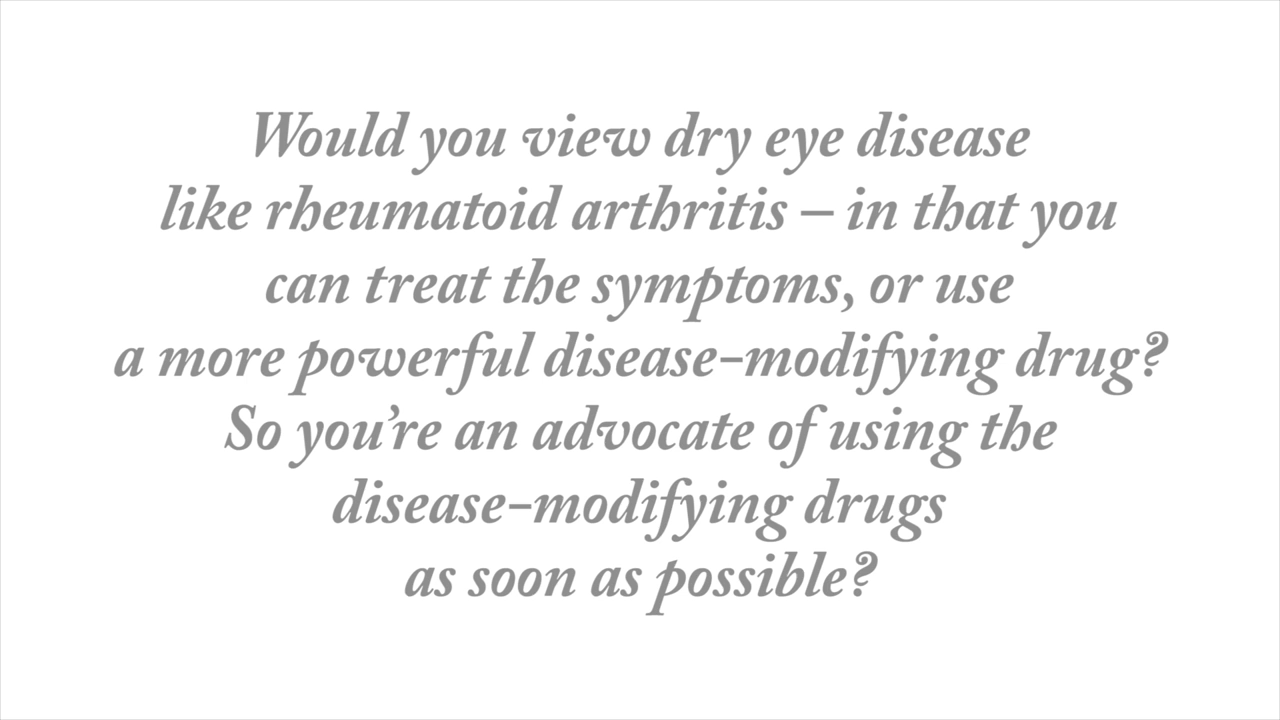 Would you view dry eye disease
like rheumatoid arthritis – in that you
can treat the symptoms, or use
a more powerful disease-modifying drug?
So you’re an advocate of using the
disease-modifying drugs
as soon as possible?